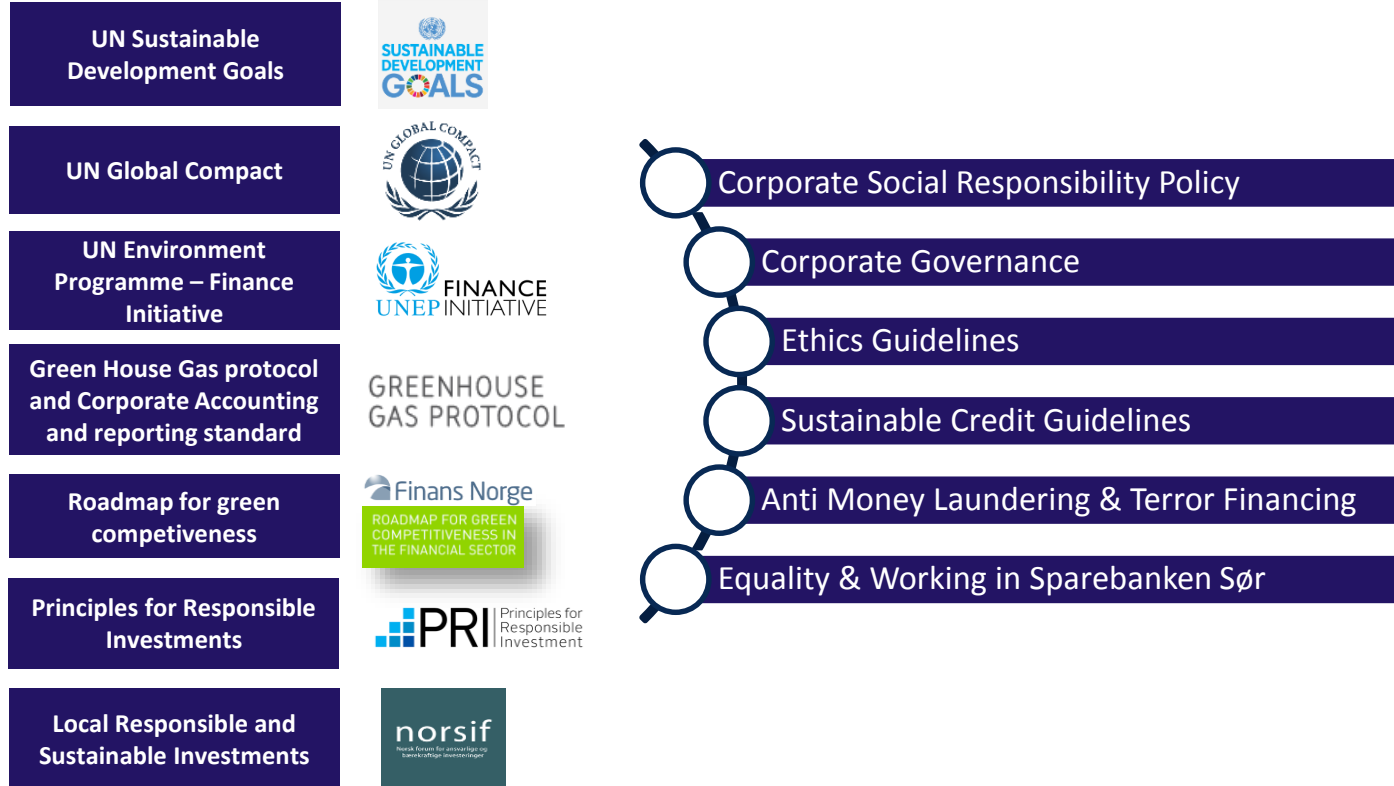 UN Sustainable
Development Goals
SUSTAINABLE
DEVELOPMENT
GOALS
UN Global Compact
UN GLOBAL COMPACT
UN Environment
Programme – Finance
Initiative
FINANCE
UNEP INITIATIVE
Green House Gas protocol
and Corporate Accounting
and reporting standard
GREENHOUSE
GAS PROTOCOL
Roadmap for green
competiveness
Finans Norge
ROADMAP FOR GREEN
COMPETITIVENESS IN
THE FINANCIAL SECTOR
Principles for Responsible
Investments
PRI
Principles for
Responsible
Investment
Local Responsible and
Sustainable Investments
norsif
Norsk forum for ansvarlige og
bærekraftige investeringer
Corporate Social Responsibility Policy
Corporate Governance
Ethics Guidelines
Sustainable Credit Guidelines
Anti Money Laundering & Terror Financing
Equality & Working in Sparebanken Sør